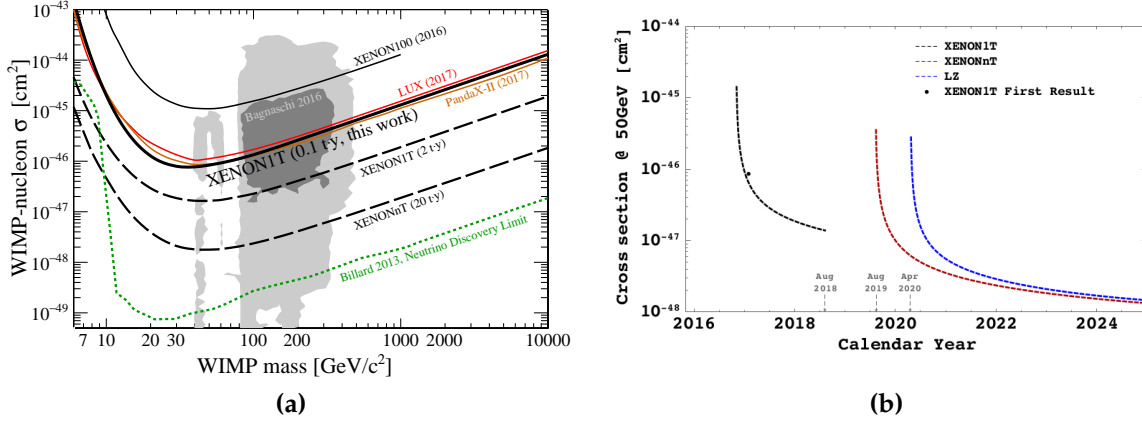 10⁻⁴³
10⁻⁴⁴
10⁻⁴⁵
10⁻⁴⁶
10⁻⁴⁷
10⁻⁴⁸
10⁻⁴⁹
WIMP-nucleon σ [cm²]
XENON100 (2016)
LUX (2017)
PandaX-II (2017)
Bagnaschi 2016
XENON1T (0.1 t·y, this work)
XENON1T (2 t·y)
XENONnT (20 t·y)
Billard 2013, Neutrino Discovery Limit
7 10 20 30 100 200 1000 2000 10000
WIMP mass [GeV/c²]
(a)
10⁻⁴⁴
10⁻⁴⁵
10⁻⁴⁶
10⁻⁴⁷
10⁻⁴⁸
Cross section @ 50GeV [cm²]
XENON1T
XENONnT
LZ
XENON1T First Result
Aug
2018
Aug
2019
Apr
2020
2016 2018 2020 2022 2024
Calendar Year
(b)